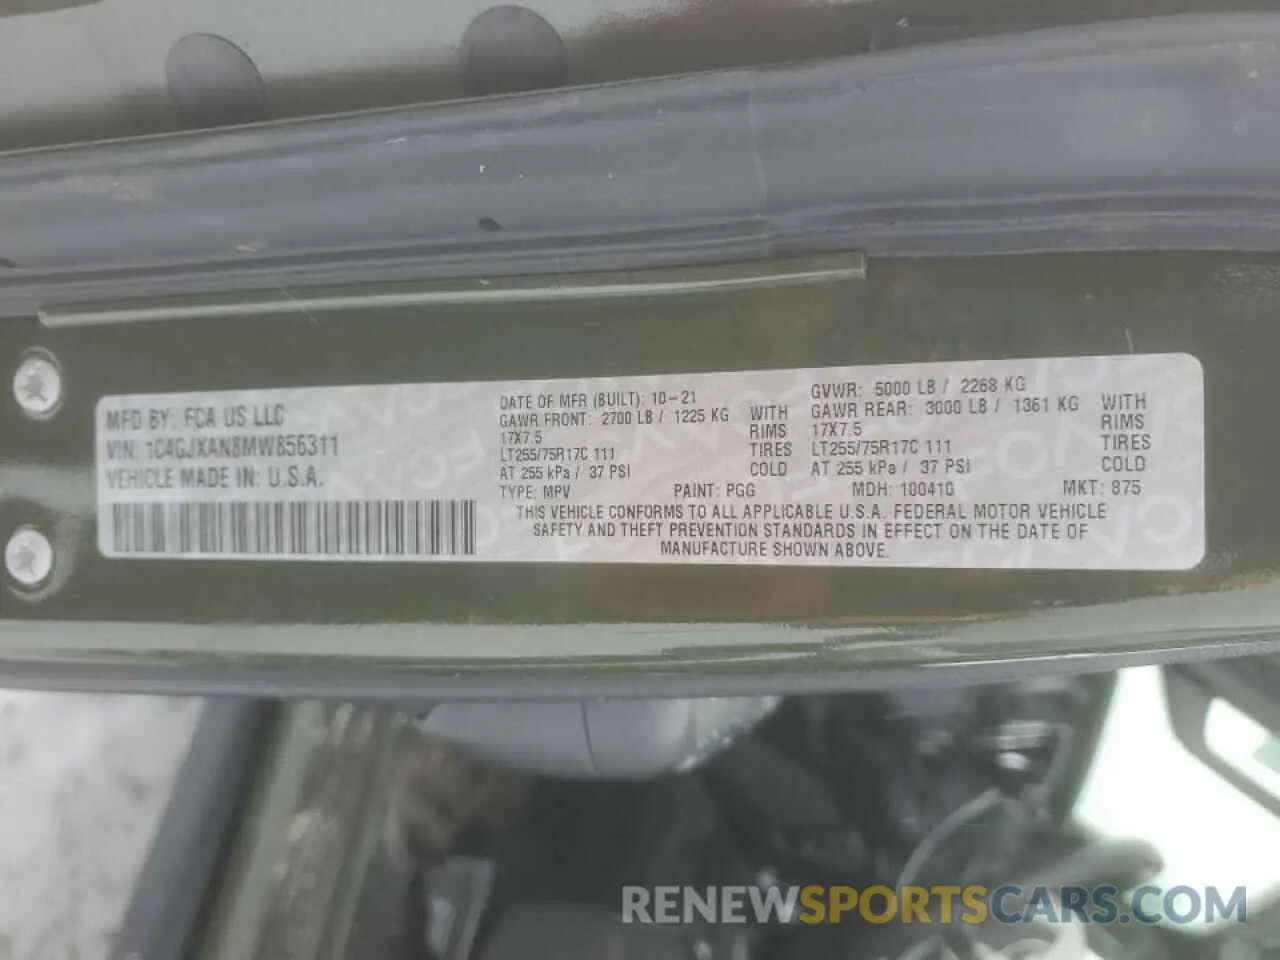 MFD BY: FCA US LLC
VIN: 1C4GJXAN8MW856311
VEHICLE MADE IN: U.S.A.
DATE OF MFR (BUILT): 10-21
GAWR FRONT: 2700 LB / 1225 KG WITH
17X7.5 RIMS
LT255/75R17C 111 TIRES
AT 255 kPa / 37 PSI COLD
GVWR: 5000 LB / 2268 KG
GAWR REAR: 3000 LB / 1361 KG WITH
17X7.5 RIMS
LT255/75R17C 111 TIRES
AT 255 kPa / 37 PSI COLD
TYPE: MPV PAINT: PGG MDH: 100410 MKT: 875
THIS VEHICLE CONFORMS TO ALL APPLICABLE U.S.A. FEDERAL MOTOR VEHICLE
SAFETY AND THEFT PREVENTION STANDARDS IN EFFECT ON THE DATE OF
MANUFACTURE SHOWN ABOVE.
RENEWSPORTSCARS.COM